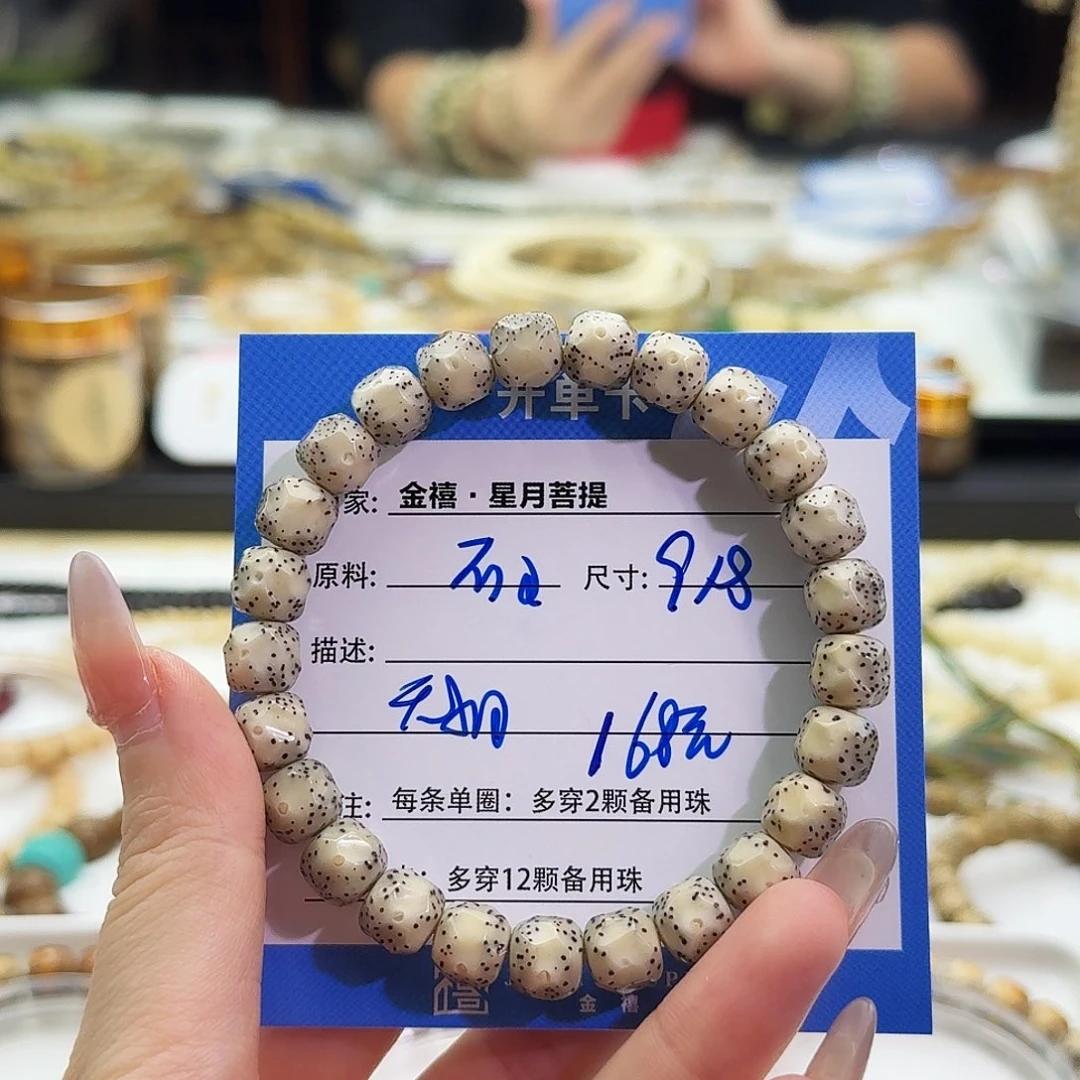 开单卡
家: 金禧·星月菩提
原料: 尺寸: 9×8
描述:
168元
注: 每条单圈：多穿2颗备用珠
多穿12颗备用珠
金禧